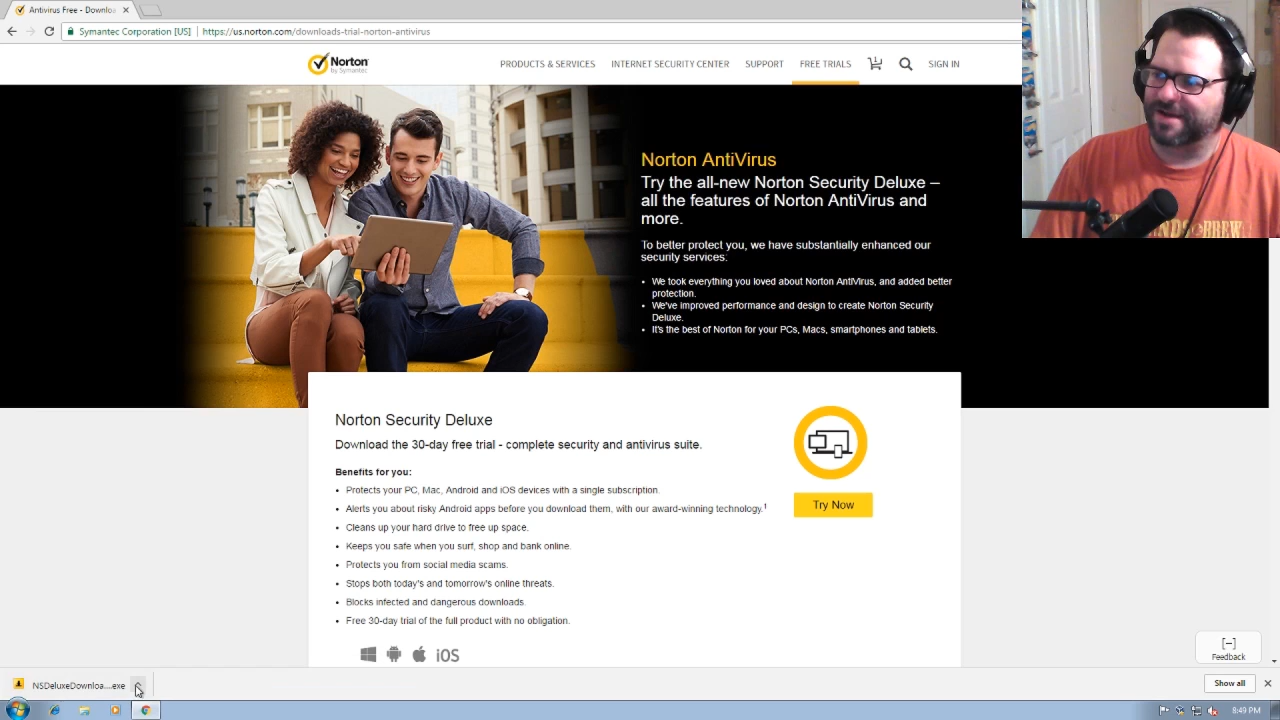 Antivirus Free - Downloa
Symantec Corporation [US] https://us.norton.com/downloads-trial-norton-antivirus
Norton
by Symantec
PRODUCTS & SERVICES INTERNET SECURITY CENTER SUPPORT FREE TRIALS SIGN IN
Norton AntiVirus
Try the all-new Norton Security Deluxe –
all the features of Norton AntiVirus and
more.
To better protect you, we have substantially enhanced our
security services:
• We took everything you loved about Norton AntiVirus, and added better
protection.
• We've improved performance and design to create Norton Security
Deluxe.
• It's the best of Norton for your PCs, Macs, smartphones and tablets.
Norton Security Deluxe
Download the 30-day free trial - complete security and antivirus suite.
Benefits for you:
• Protects your PC, Mac, Android and iOS devices with a single subscription.
• Alerts you about risky Android apps before you download them, with our award-winning technology.†
• Cleans up your hard drive to free up space.
• Keeps you safe when you surf, shop and bank online.
• Protects you from social media scams.
• Stops both today's and tomorrow's online threats.
• Blocks infected and dangerous downloads.
• Free 30-day trial of the full product with no obligation.
Try Now
iOS
[–]
Feedback
NSDeluxeDownloa....exe
Show all
8:49 PM